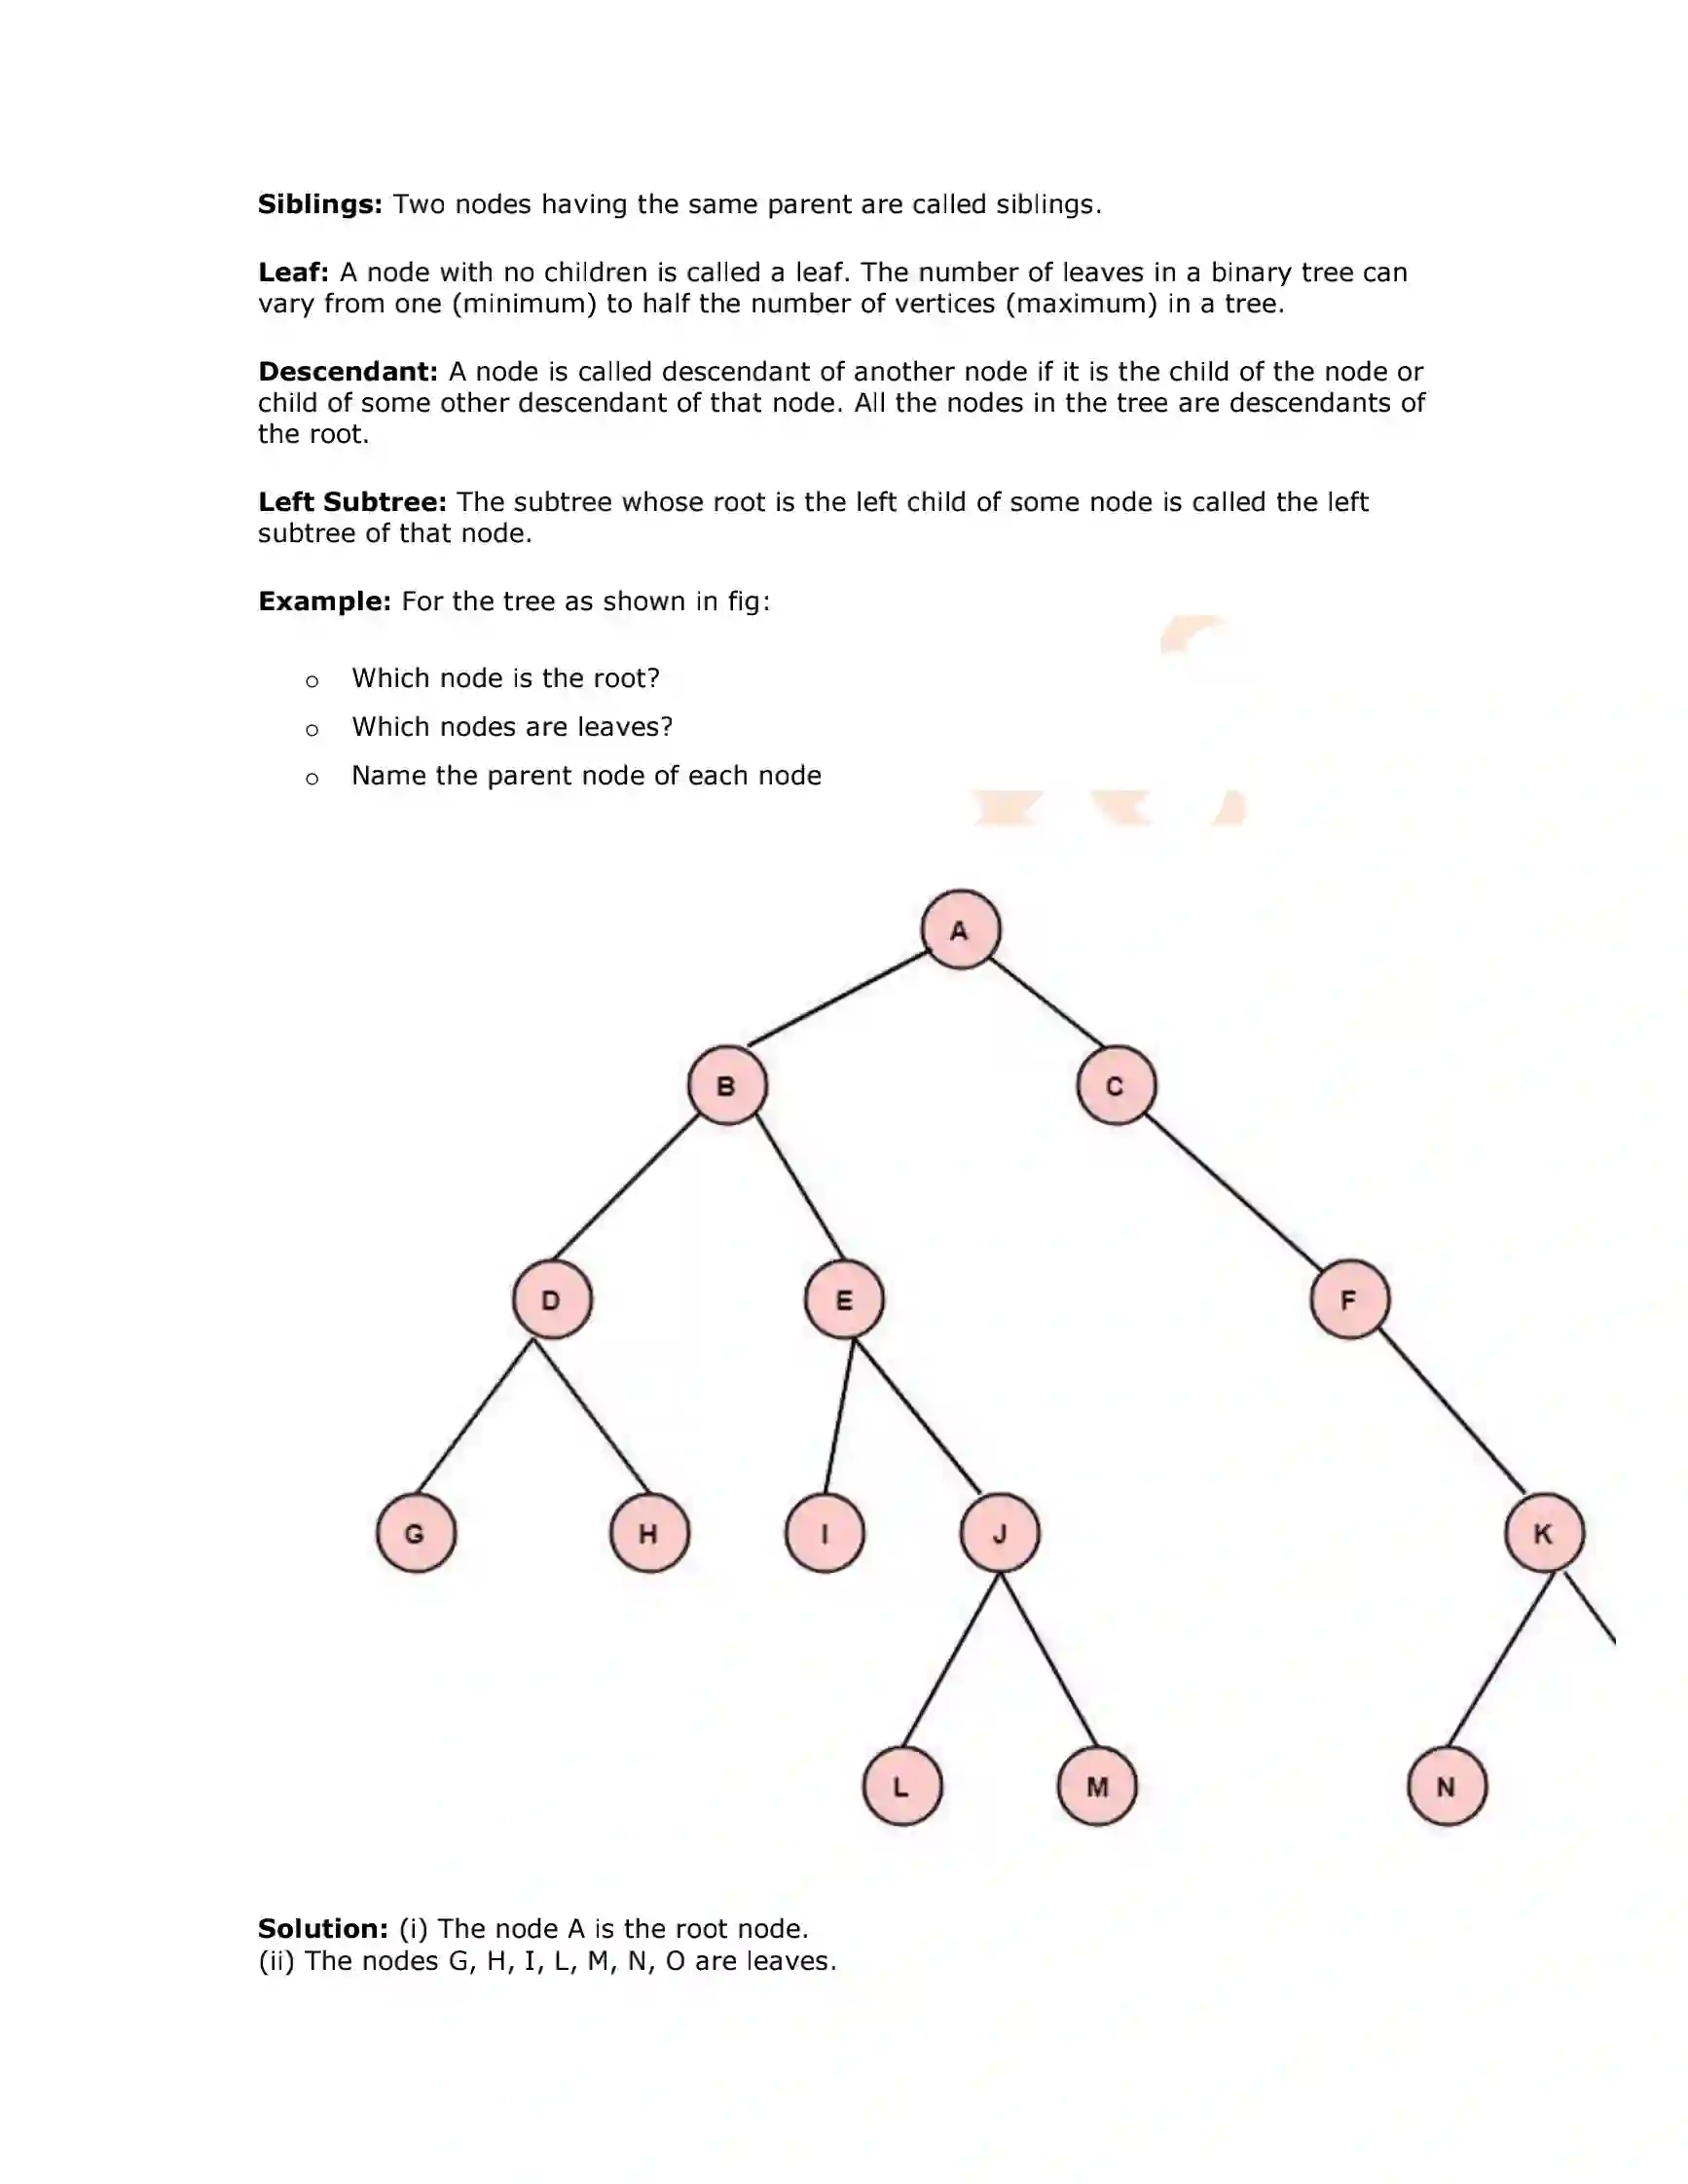 Siblings: Two nodes having the same parent are called siblings.
Leaf: A node with no children is called a leaf. The number of leaves in a binary tree can
vary from one (minimum) to half the number of vertices (maximum) in a tree.
Descendant: A node is called descendant of another node if it is the child of the node or
child of some other descendant of that node. All the nodes in the tree are descendants of
the root.
Left Subtree: The subtree whose root is the left child of some node is called the left
subtree of that node.
Example: For the tree as shown in fig:
o Which node is the root?
o Which nodes are leaves?
o Name the parent node of each node
A
B C
D E F
G H I J K
L M N
Solution: (i) The node A is the root node.
(ii) The nodes G, H, I, L, M, N, O are leaves.